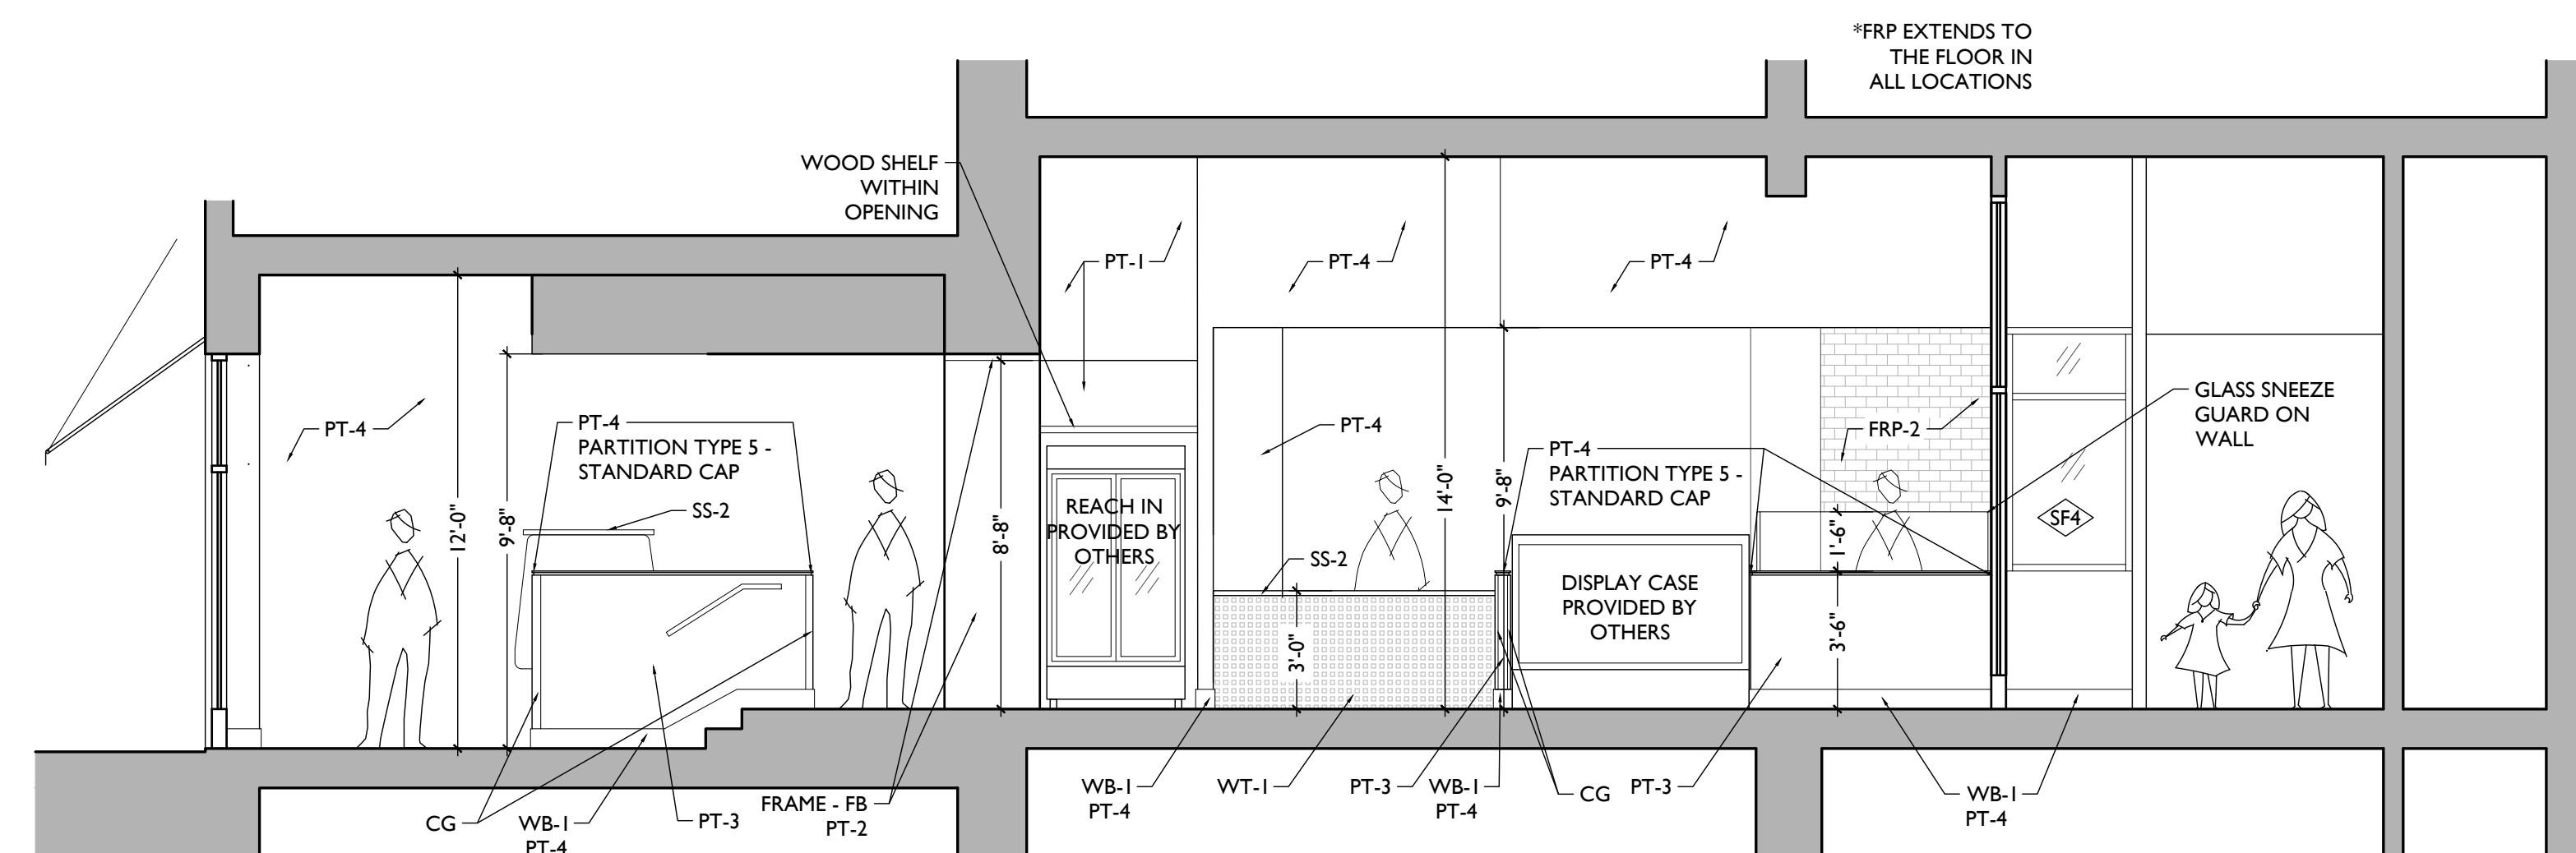 *FRP EXTENDS TO
THE FLOOR IN
ALL LOCATIONS
WOOD SHELF
WITHIN
OPENING
PT-1
PT-4
PT-4
PT-4
PT-4
PARTITION TYPE 5 -
STANDARD CAP
SS-2
12'-0"
9'-8"
8'-8"
REACH IN
PROVIDED BY
OTHERS
PT-4
SS-2
3'-0"
14'-0"
9'-8"
PT-4
PARTITION TYPE 5 -
STANDARD CAP
DISPLAY CASE
PROVIDED BY
OTHERS
FRP-2
1'-6"
3'-6"
GLASS SNEEZE
GUARD ON
WALL
SF4
CG
WB-1
PT-4
PT-3
FRAME - FB
PT-2
WB-1
PT-4
WT-1
PT-3
WB-1
PT-4
CG
PT-3
WB-1
PT-4